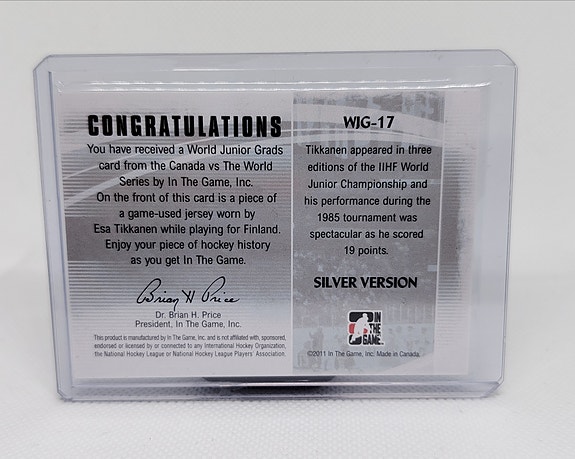 CONGRATULATIONS
You have received a World Junior Grads
card from the Canada vs The World
Series by In The Game, Inc.
On the front of this card is a piece of
a game-used jersey worn by
Esa Tikkanen while playing for Finland.
Enjoy your piece of hockey history
as you get In The Game.
Brian H Price
Dr. Brian H. Price
President, In The Game, Inc.
This product is manufactured by In The Game, Inc. and is not affiliated with, sponsored,
endorsed or licensed by or connected to any International Hockey Organization,
the National Hockey League or National Hockey League Players' Association.
WJG-17
Tikkanen appeared in three
editions of the IIHF World
Junior Championship and
his performance during the
1985 tournament was
spectacular as he scored
19 points.
SILVER VERSION
IN
THE
GAME
©2011 In The Game, Inc. Made in Canada.